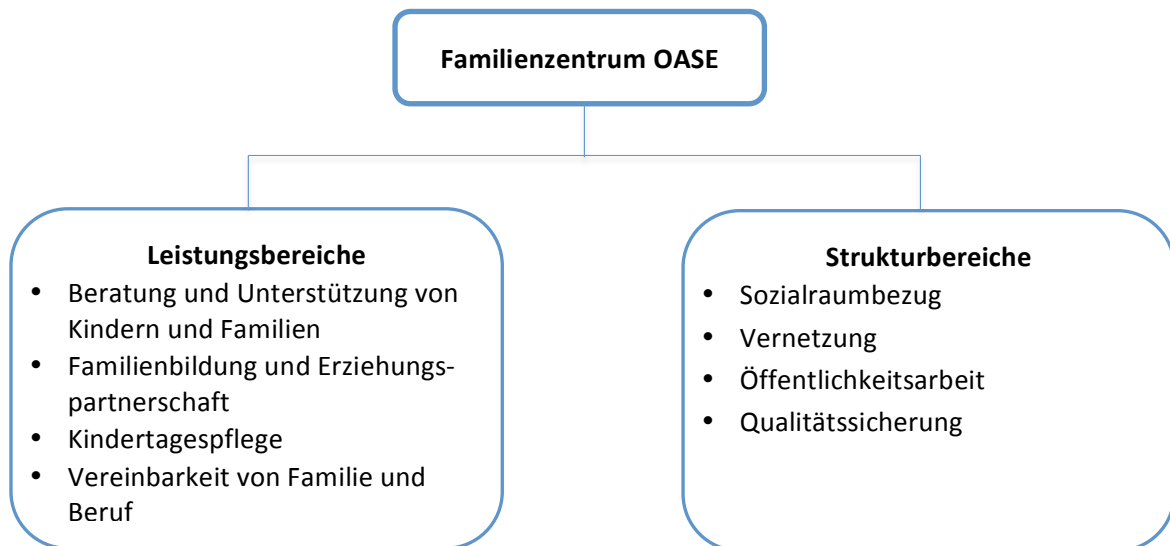 Familienzentrum OASE
Leistungsbereiche
• Beratung und Unterstützung von
Kindern und Familien
• Familienbildung und Erziehungs-
partnerschaft
• Kindertagespflege
• Vereinbarkeit von Familie und
Beruf
Strukturbereiche
• Sozialraumbezug
• Vernetzung
• Öffentlichkeitsarbeit
• Qualitätssicherung